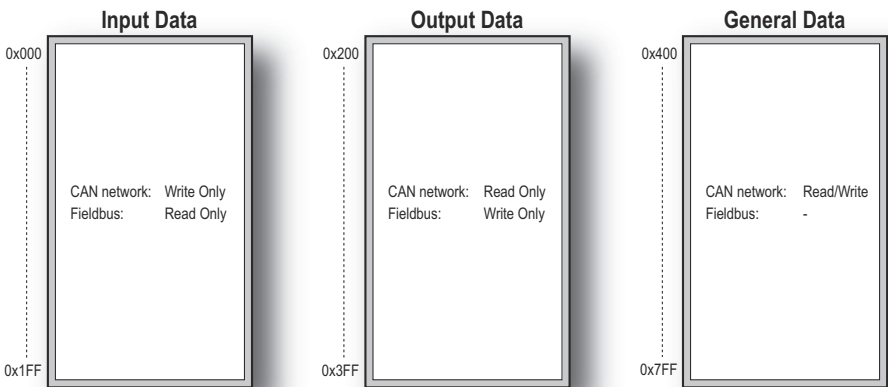 Input Data
0x000
CAN network: Write Only
Fieldbus: Read Only
0x1FF
Output Data
0x200
CAN network: Read Only
Fieldbus: Write Only
0x3FF
General Data
0x400
CAN network: Read/Write
Fieldbus: -
0x7FF